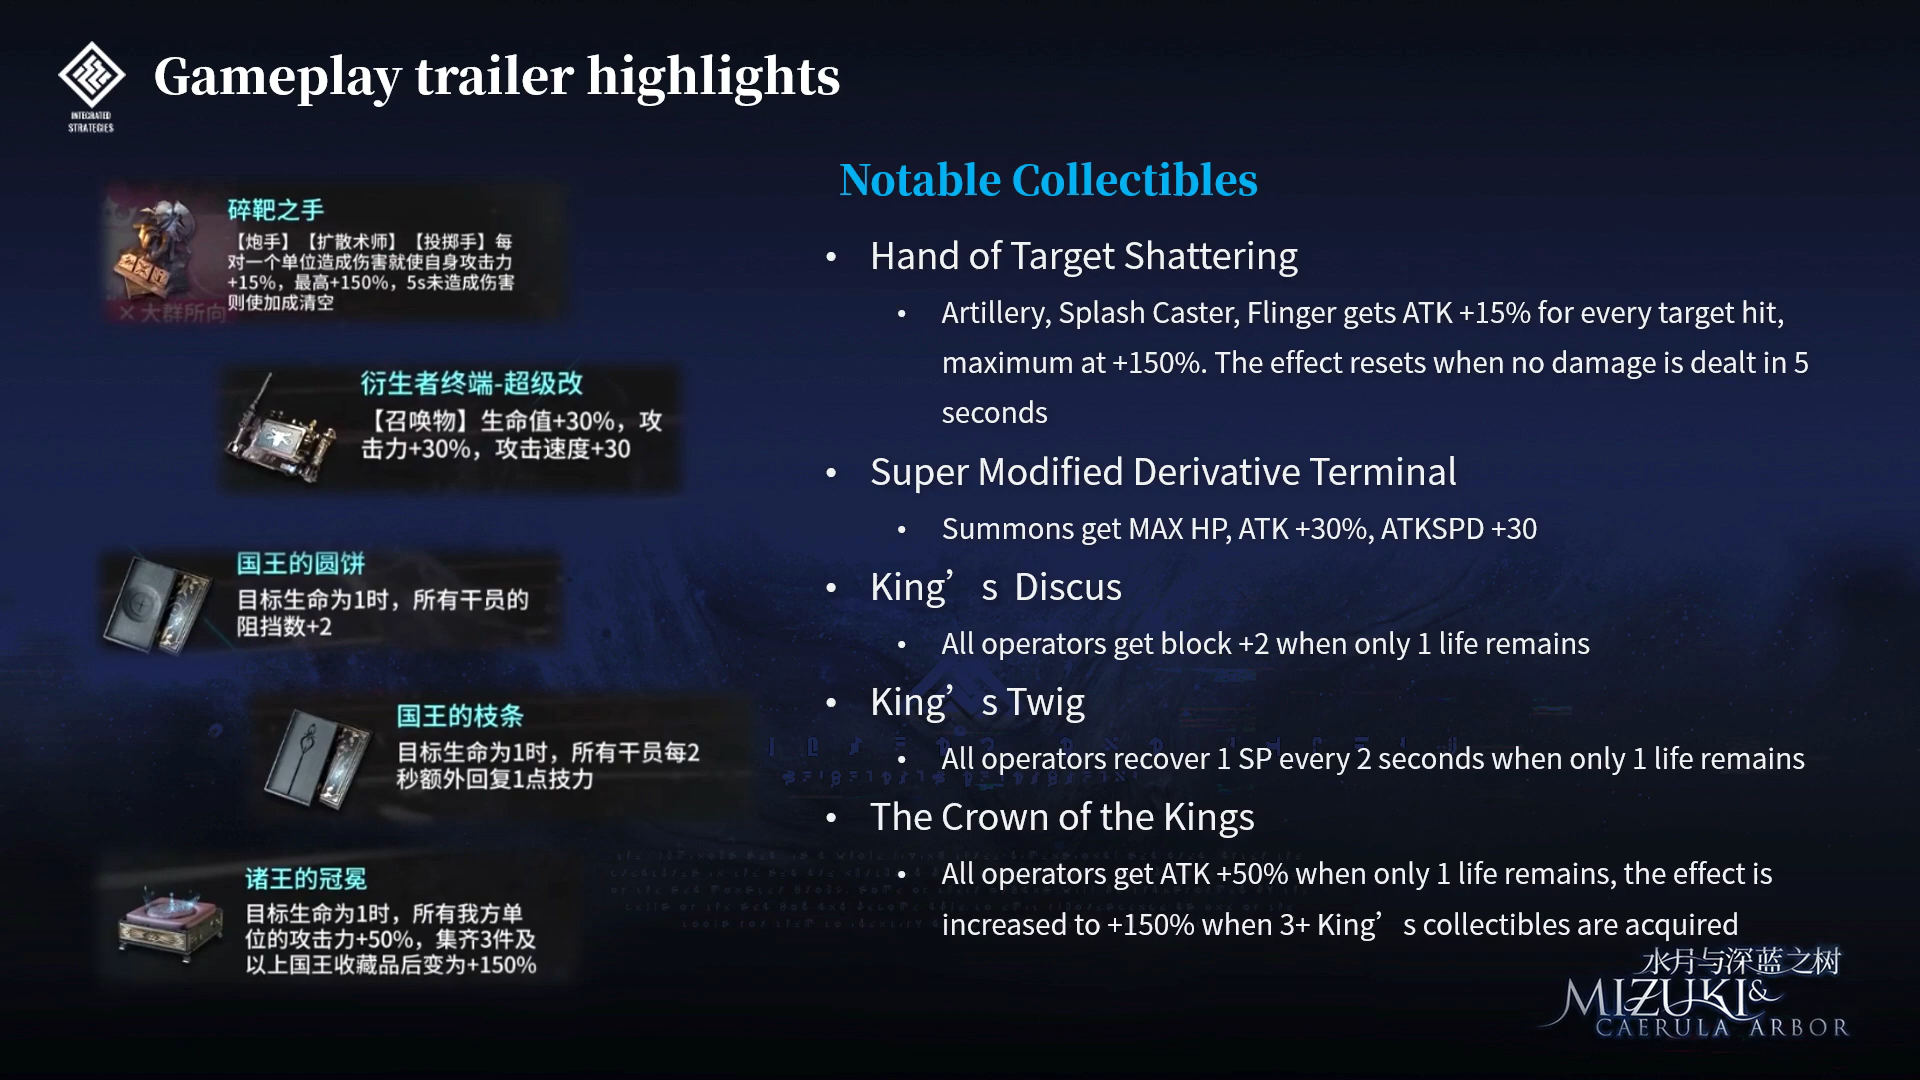 Gameplay trailer highlights
INTEGRATED
STRATEGIES
碎靶之手
【炮手】【扩散术师】【投掷手】每
对一个单位造成伤害就使自身攻击力
+15%，最高+150%，5s未造成伤害
则使加成清空
大群所向
衍生者终端-超级改
【召唤物】生命值+30%，攻
击力+30%，攻击速度+30
国王的圆饼
目标生命为1时，所有干员的
阻挡数+2
国王的枝条
目标生命为1时，所有干员每2
秒额外回复1点技力
诸王的冠冕
目标生命为1时，所有我方单
位的攻击力+50%，集齐3件及
以上国王收藏品后变为+150%
Notable Collectibles
• Hand of Target Shattering
• Artillery, Splash Caster, Flinger gets ATK +15% for every target hit,
maximum at +150%. The effect resets when no damage is dealt in 5
seconds
• Super Modified Derivative Terminal
• Summons get MAX HP, ATK +30%, ATKSPD +30
• King’s Discus
• All operators get block +2 when only 1 life remains
• King’s Twig
• All operators recover 1 SP every 2 seconds when only 1 life remains
• The Crown of the Kings
• All operators get ATK +50% when only 1 life remains, the effect is
increased to +150% when 3+ King’s collectibles are acquired
水月与深蓝之树
MIZUKI &
CAERULA ARBOR